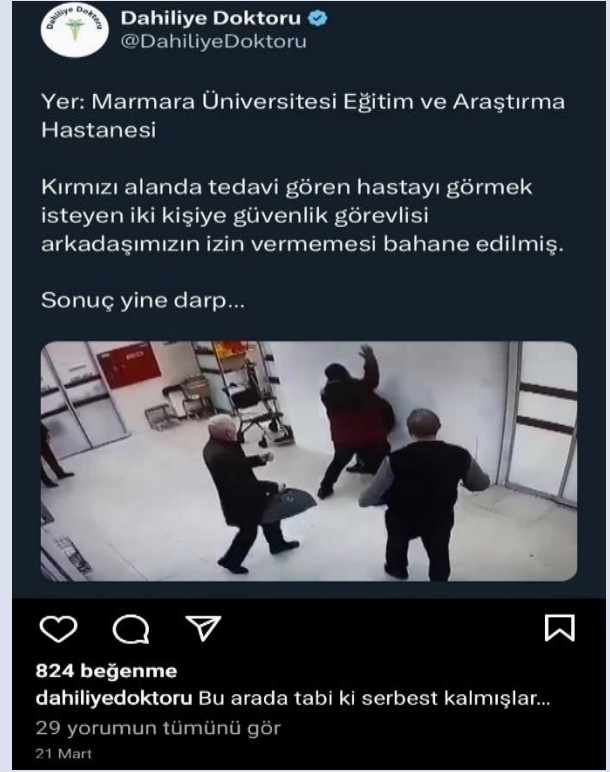 Dahiliye Doktoru
Dahiliye Doktoru
@DahiliyeDoktoru
Yer: Marmara Üniversitesi Eğitim ve Araştırma
Hastanesi
Kırmızı alanda tedavi gören hastayı görmek
isteyen iki kişiye güvenlik görevlisi
arkadaşımızın izin vermemesi bahane edilmiş.
Sonuç yine darp...
824 beğenme
dahiliyedoktoru Bu arada tabi ki serbest kalmışlar...
29 yorumun tümünü gör
21 Mart